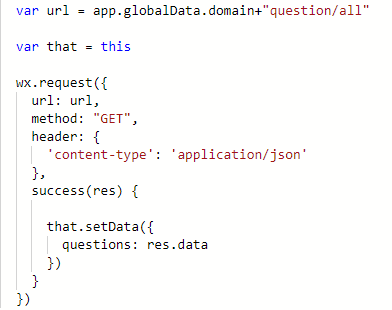 var url = app.globalData.domain+"question/all"
var that = this
wx.request({
url: url,
method: "GET",
header: {
'content-type': 'application/json'
},
success(res) {
that.setData({
questions: res.data
})
}
})